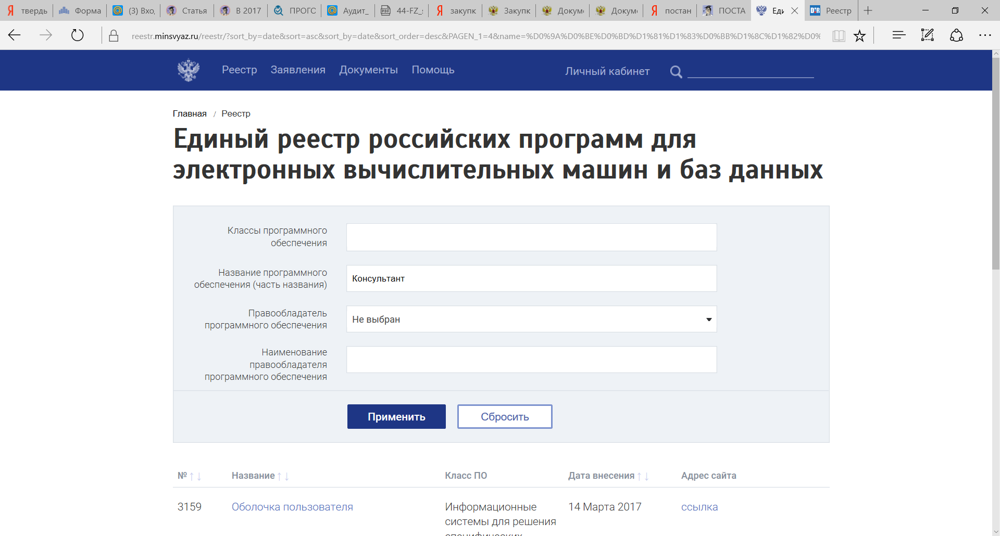 твердь
Форма
(3) Вхо
Статья
В 2017
ПРОГО
Аудит_
44-FZ_s
закупк
Закупк
Докум
Докум
постан
ПОСТА
Еди
Реестр
reestr.minsvyaz.ru/reestr/?sort_by=date&sort=asc&sort_by=date&sort_order=desc&PAGEN_1=4&name=%D0%9A%D0%BE%D0%BD%D1%81%D1%83%D0%BB%D1%8C%D1%82%D0%
Реестр Заявления Документы Помощь Личный кабинет
Главная / Реестр
Единый реестр российских программ для
электронных вычислительных машин и баз данных
Классы программного
обеспечения
Название программного
обеспечения (часть названия)
Консультант
Правообладатель
программного обеспечения
Не выбран
Наименование
правообладателя
программного обеспечения
Применить Сбросить
№ ↑↓ Название ↑↓ Класс ПО Дата внесения ↑↓ Адрес сайта
3159 Оболочка пользователя Информационные 14 Марта 2017 ссылка
системы для решения